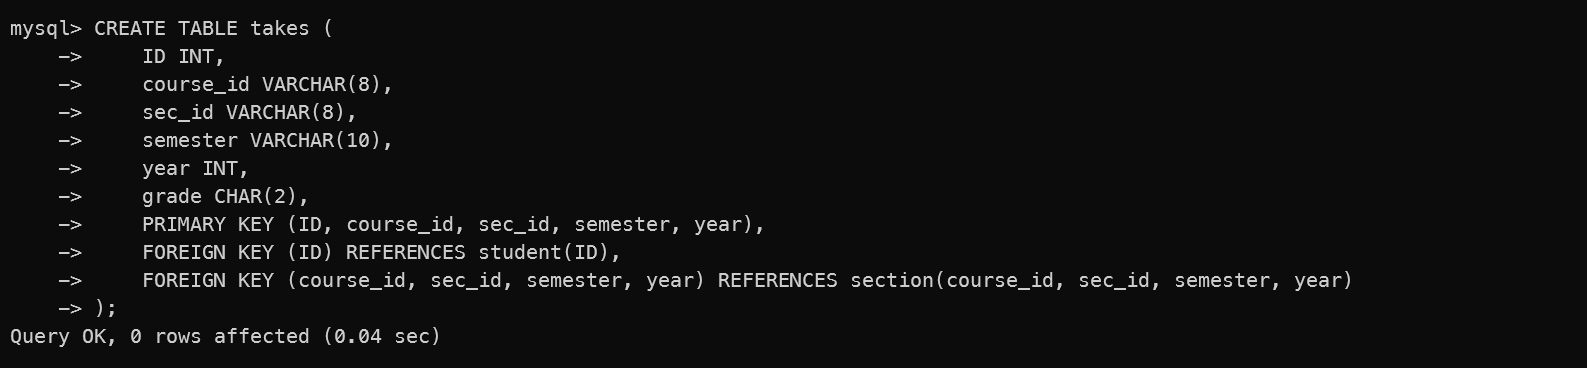 mysql> CREATE TABLE takes (
    ->     ID INT,
    ->     course_id VARCHAR(8),
    ->     sec_id VARCHAR(8),
    ->     semester VARCHAR(10),
    ->     year INT,
    ->     grade CHAR(2),
    ->     PRIMARY KEY (ID, course_id, sec_id, semester, year),
    ->     FOREIGN KEY (ID) REFERENCES student(ID),
    ->     FOREIGN KEY (course_id, sec_id, semester, year) REFERENCES section(course_id, sec_id, semester, year)
    -> );
Query OK, 0 rows affected (0.04 sec)